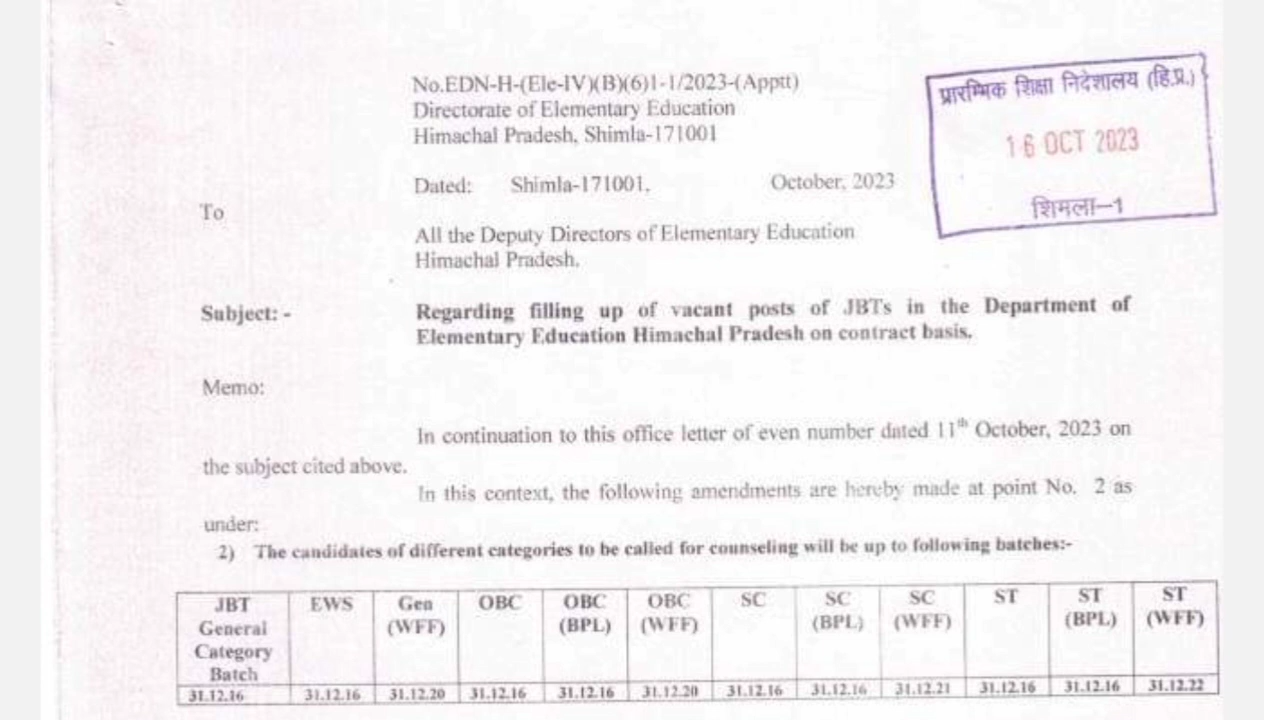 No.EDN-H-(Ele-IV)(B)(6)1-1/2023-(Apptt)
Directorate of Elementary Education
Himachal Pradesh, Shimla-171001
प्रारम्भिक शिक्षा निदेशालय (हि.प्र.)
16 OCT 2023
शिमला-1
Dated: Shimla-171001, October, 2023
To
All the Deputy Directors of Elementary Education
Himachal Pradesh.
Subject: - Regarding filling up of vacant posts of JBTs in the Department of
Elementary Education Himachal Pradesh on contract basis.
Memo:
In continuation to this office letter of even number dated 11th October, 2023 on
the subject cited above.
In this context, the following amendments are hereby made at point No. 2 as
under:
2) The candidates of different categories to be called for counseling will be up to following batches:-
JBT General Category Batch EWS Gen (WFF) OBC OBC (BPL) OBC (WFF) SC SC (BPL) SC (WFF) ST ST (BPL) ST (WFF)
31.12.16 31.12.16 31.12.20 31.12.16 31.12.16 31.12.20 31.12.16 31.12.16 31.12.21 31.12.16 31.12.16 31.12.22